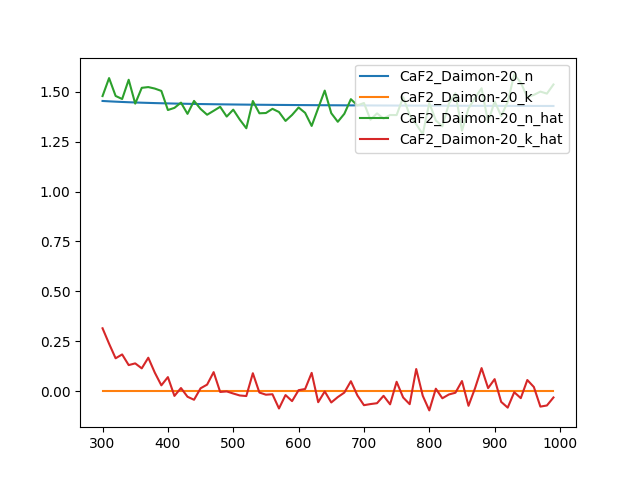 CaF2_Daimon-20_n
CaF2_Daimon-20_k
CaF2_Daimon-20_n_hat
CaF2_Daimon-20_k_hat
1.50
1.25
1.00
0.75
0.50
0.25
0.00
300 400 500 600 700 800 900 1000